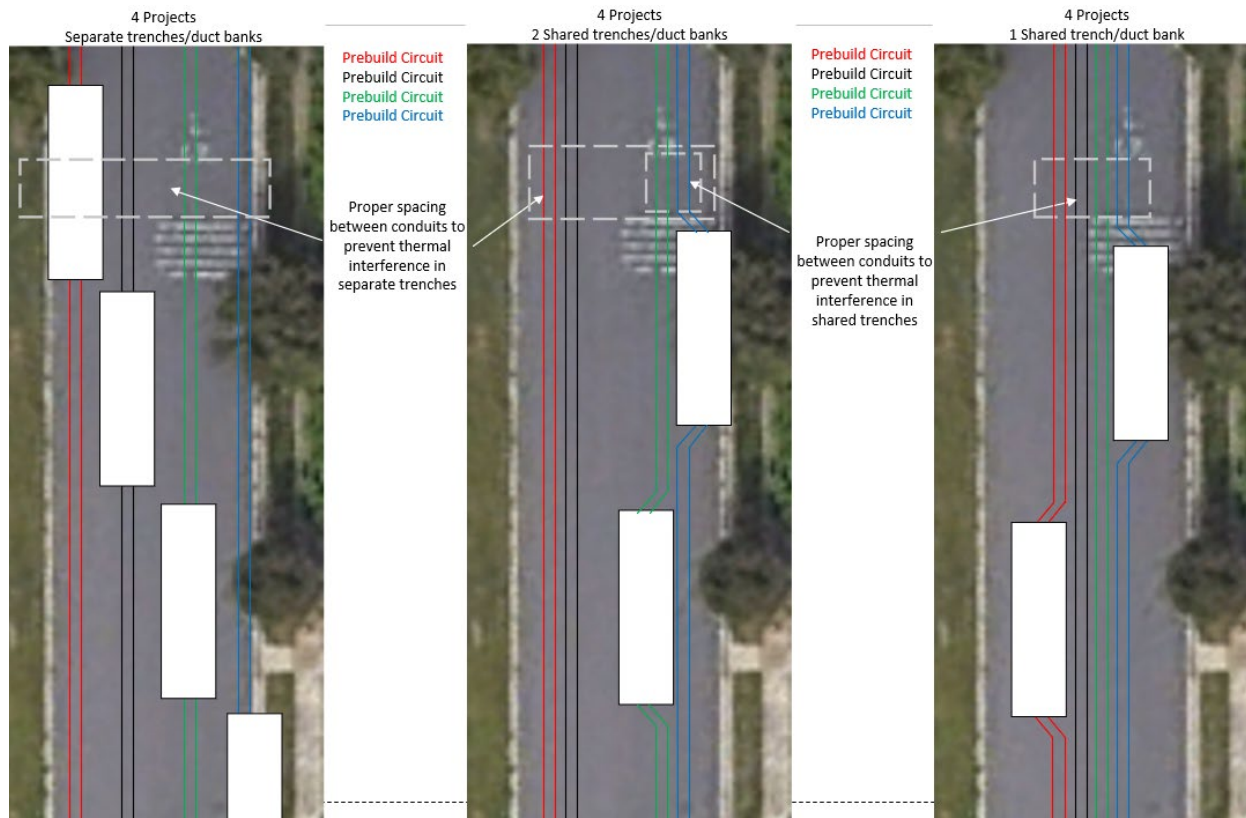 4 Projects
Separate trenches/duct banks
Prebuild Circuit
Prebuild Circuit
Prebuild Circuit
Prebuild Circuit
4 Projects
2 Shared trenches/duct banks
Prebuild Circuit
Prebuild Circuit
Prebuild Circuit
Prebuild Circuit
4 Projects
1 Shared trench/duct bank
Proper spacing
between conduits to
prevent thermal
interference in
separate trenches
Proper spacing
between conduits to
prevent thermal
interference in
shared trenches